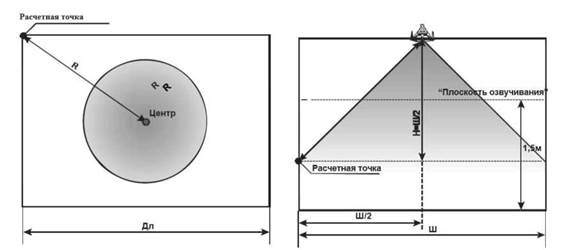 Расчетная точка
R
R
R
Центр
Дл
"Плоскость озвучивания"
H=Ш/2
1,5м
Расчетная точка
Ш/2
Ш